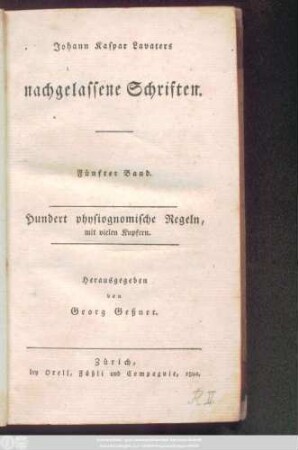 Johann Kaspar Lavaters
nachgelassene Schriften.
Fünfter Band.
Hundert physiognomische Regeln,
mit vielen Kupfern.
Herausgegeben
von
Georg Geßner.
Zürich,
bey Orell, Füßli und Compagnie, 1802.